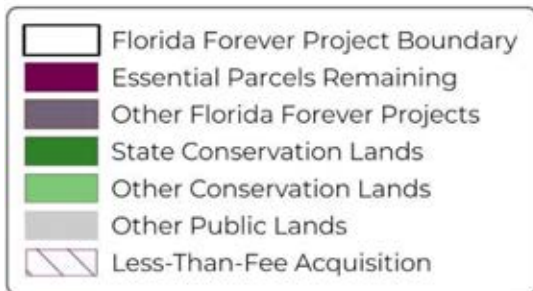 Florida Forever Project Boundary
Essential Parcels Remaining
Other Florida Forever Projects
State Conservation Lands
Other Conservation Lands
Other Public Lands
Less-Than-Fee Acquisition